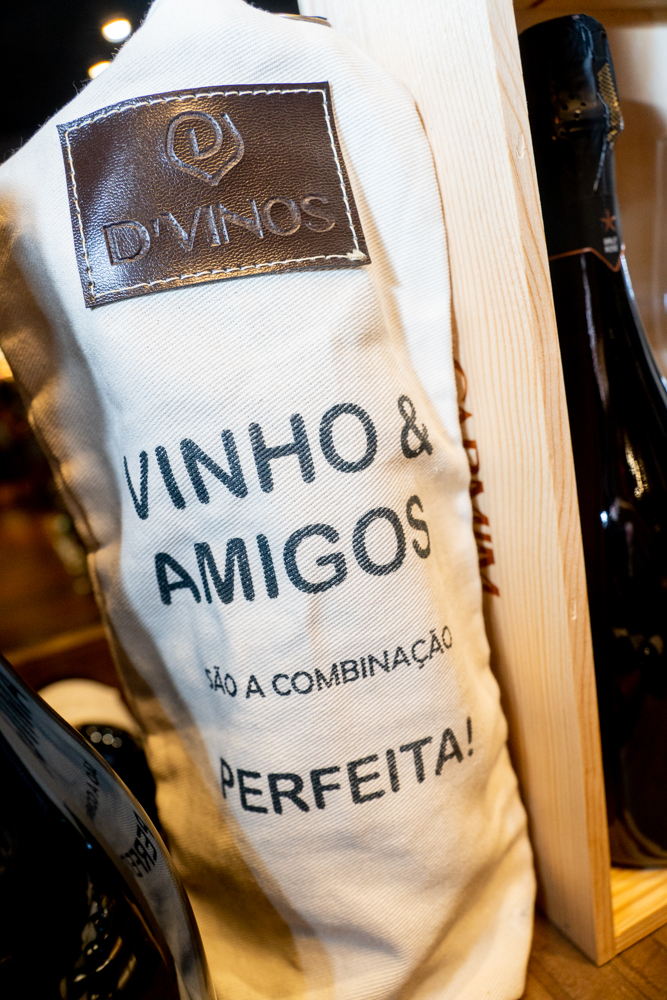 D'VINOS
VINHO &
AMIGOS
SÃO A COMBINAÇÃO
PERFEITA!